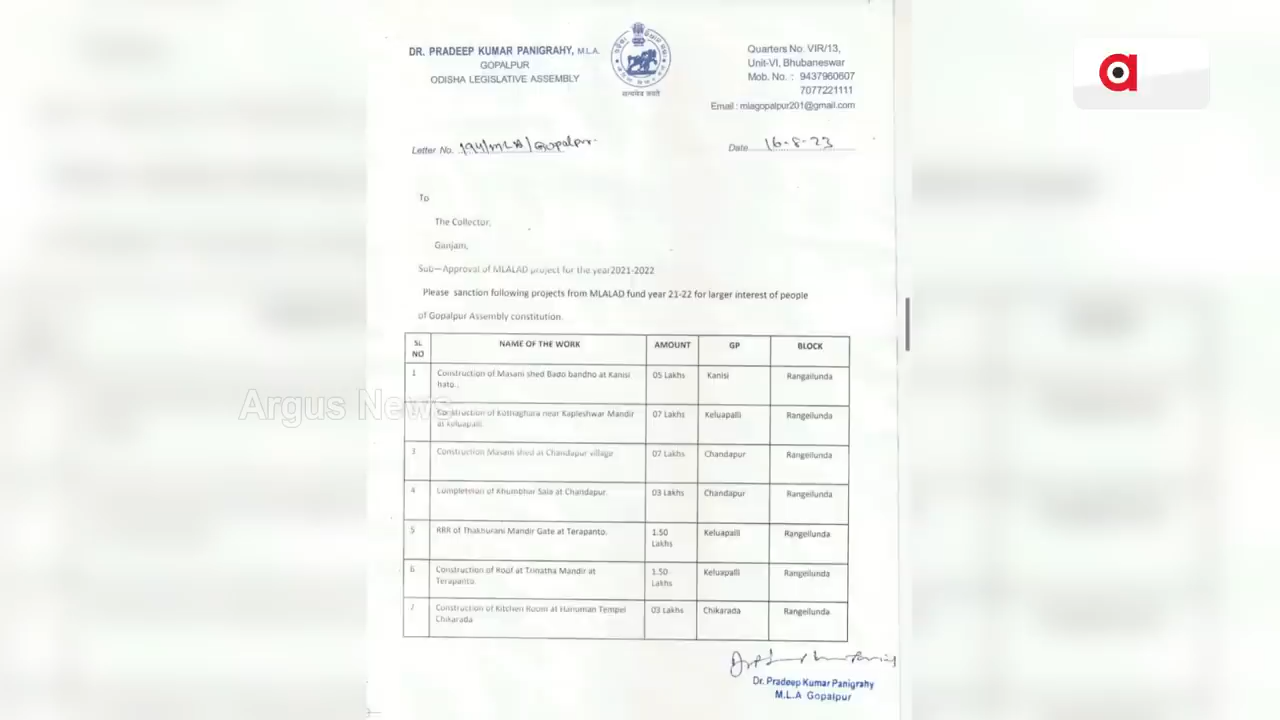 DR. PRADEEP KUMAR PANIGRAHY, M.L.A.
GOPALPUR
ODISHA LEGISLATIVE ASSEMBLY
Quarters No. VIR/13,
Unit-VI, Bhubaneswar
Mob. No. : 9437960607
7077221111
Email : mlagopalpur201@gmail.com
Letter No. /MLA/Gopalpur.
Date 16-8-23
To
The Collector,
Ganjam,
Sub—Approval of MLALAD project for the year2021-2022
Please sanction following projects from MLALAD fund year 21-22 for larger interest of people
of Gopalpur Assembly constitution.
SL NO NAME OF THE WORK AMOUNT GP BLOCK
1 Construction of Masani shed Bado bandho at Kanisi hato.. 05 Lakhs Kanisi Rangailunda
Construction of Kothaghara near Kapleshwar Mandir at Keluapalli. 07 Lakhs Keluapalli Rangeilunda
3 Construction Masani shed at Chandapur village 07 Lakhs Chandapur Rangeilunda
4 Completeion of Khumbhar Sala at Chandapur. 03 Lakhs Chandapur Rangeilunda
5 RRR of Thakhurani Mandir Gate at Terapanto. 1.50 Lakhs Keluapalli Rangeilunda
6 Construction of Roof at Trinatha Mandir at Terapanto 1.50 Lakhs Keluapalli Rangeilunda
7 Construction of Kitchen Room at Hanuman Tempel Chikarada 03 Lakhs Chikarada Rangeilunda
Dr. Pradeep Kumar Panigrahy
M.L.A Gopalpur
Argus News
a